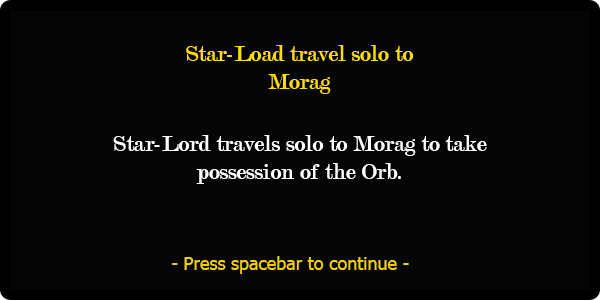 Star-Load travel solo to
Morag
Star-Lord travels solo to Morag to take
possession of the Orb.
- Press spacebar to continue -